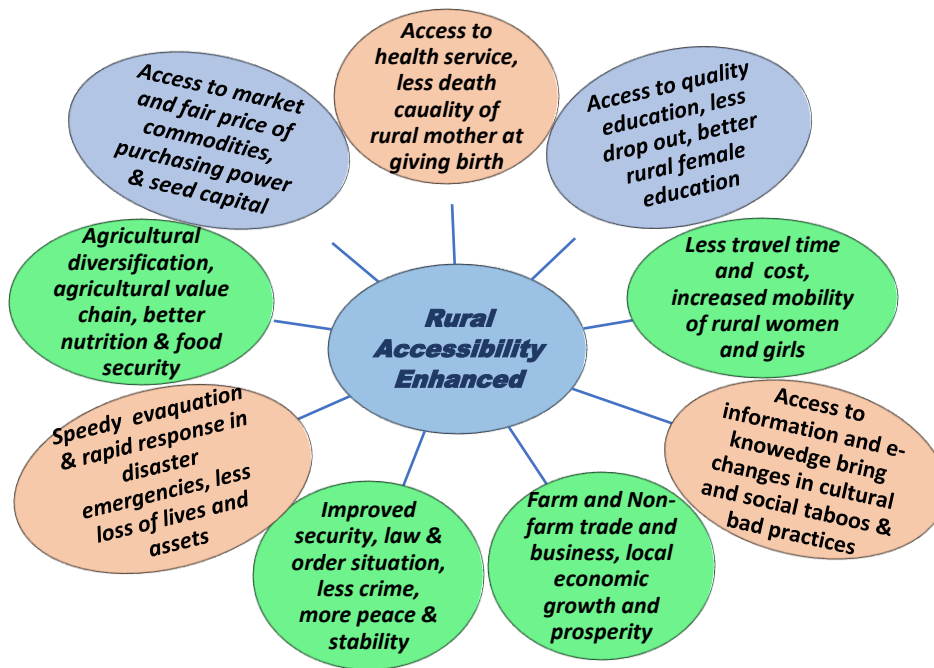 Access to
health service,
less death
cauality of
rural mother at
giving birth
Access to quality
education, less
drop out, better
rural female
education
Less travel time
and cost,
increased mobility
of rural women
and girls
Access to
information and e-
knowedge bring
changes in cultural
and social taboos &
bad practices
Farm and Non-
farm trade and
business, local
economic
growth and
prosperity
Improved
security, law &
order situation,
less crime,
more peace &
stability
Speedy evaquation
& rapid response in
disaster
emergencies, less
loss of lives and
assets
Agricultural
diversification,
agricultural value
chain, better
nutrition & food
security
Access to market
and fair price of
commodities,
purchasing power
& seed capital
Rural
Accessibility
Enhanced